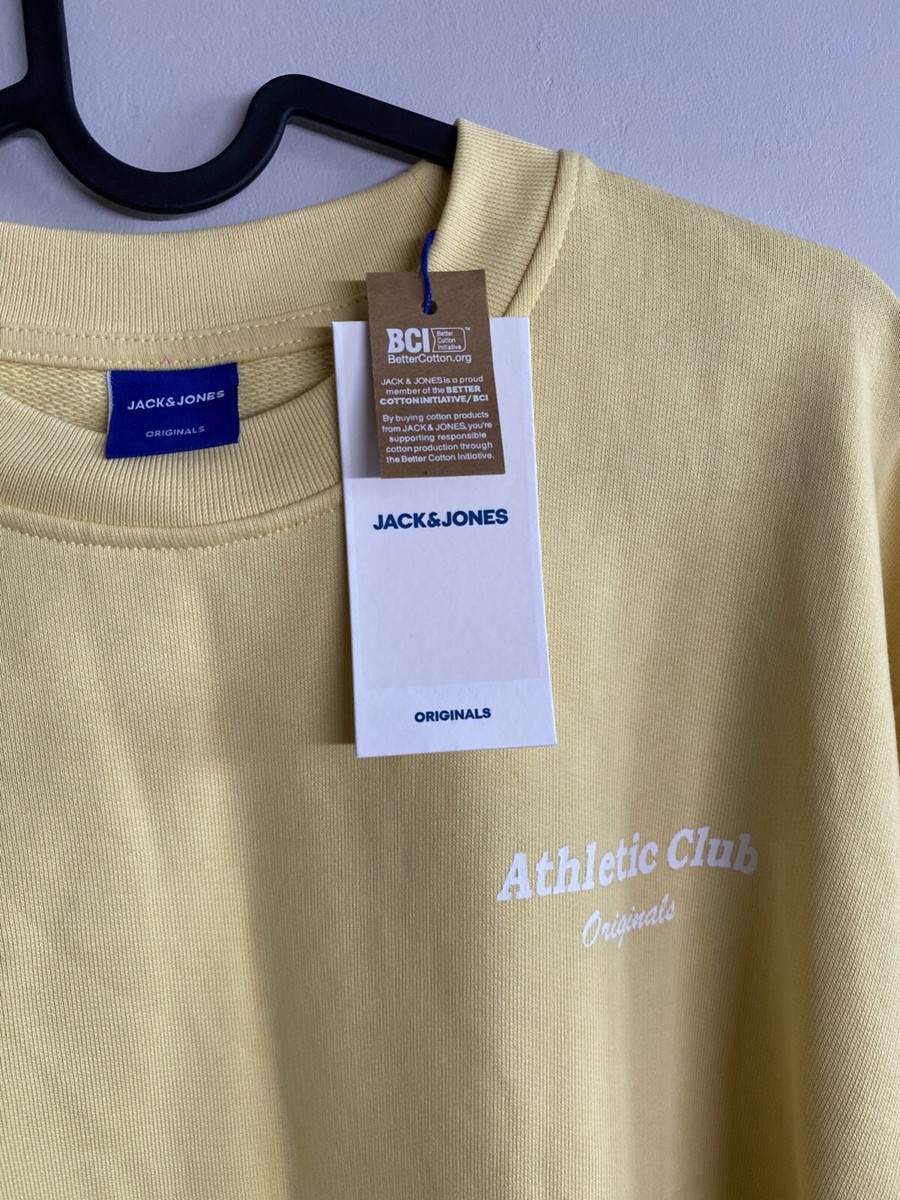 BCI Better
Cotton
Initiative™
BetterCotton.org
JACK & JONES is a proud
member of the BETTER
COTTON INITIATIVE/ BCI
By buying cotton products
from JACK & JONES, you're
supporting responsible
cotton production through
the Better Cotton Initiative.
JACK&JONES
ORIGINALS
JACK&JONES
ORIGINALS
Athletic Club
Originals